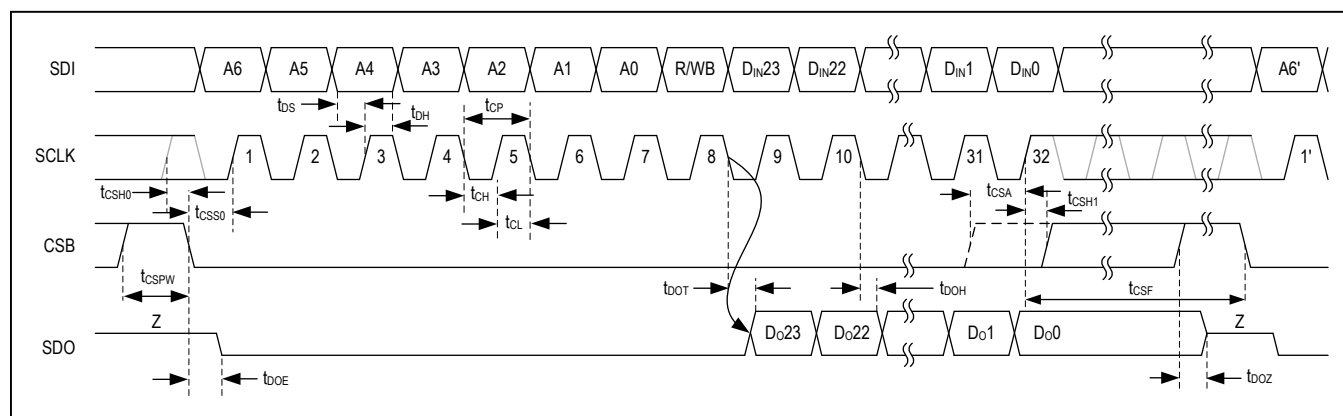 SDI A6 A5 A4 A3 A2 A1 A0 R/WB DIN23 DIN22 DIN1 DIN0 A6'
tDS tDH tCP
SCLK 1 2 3 4 5 6 7 8 9 10 31 32 1'
tCSH0 tCSS0 tCH tCL tCSA tCSH1
CSB
tCSPW tDOT tDOH tCSF
Z Z
SDO DO23 DO22 DO1 DO0
tDOE tDOZ